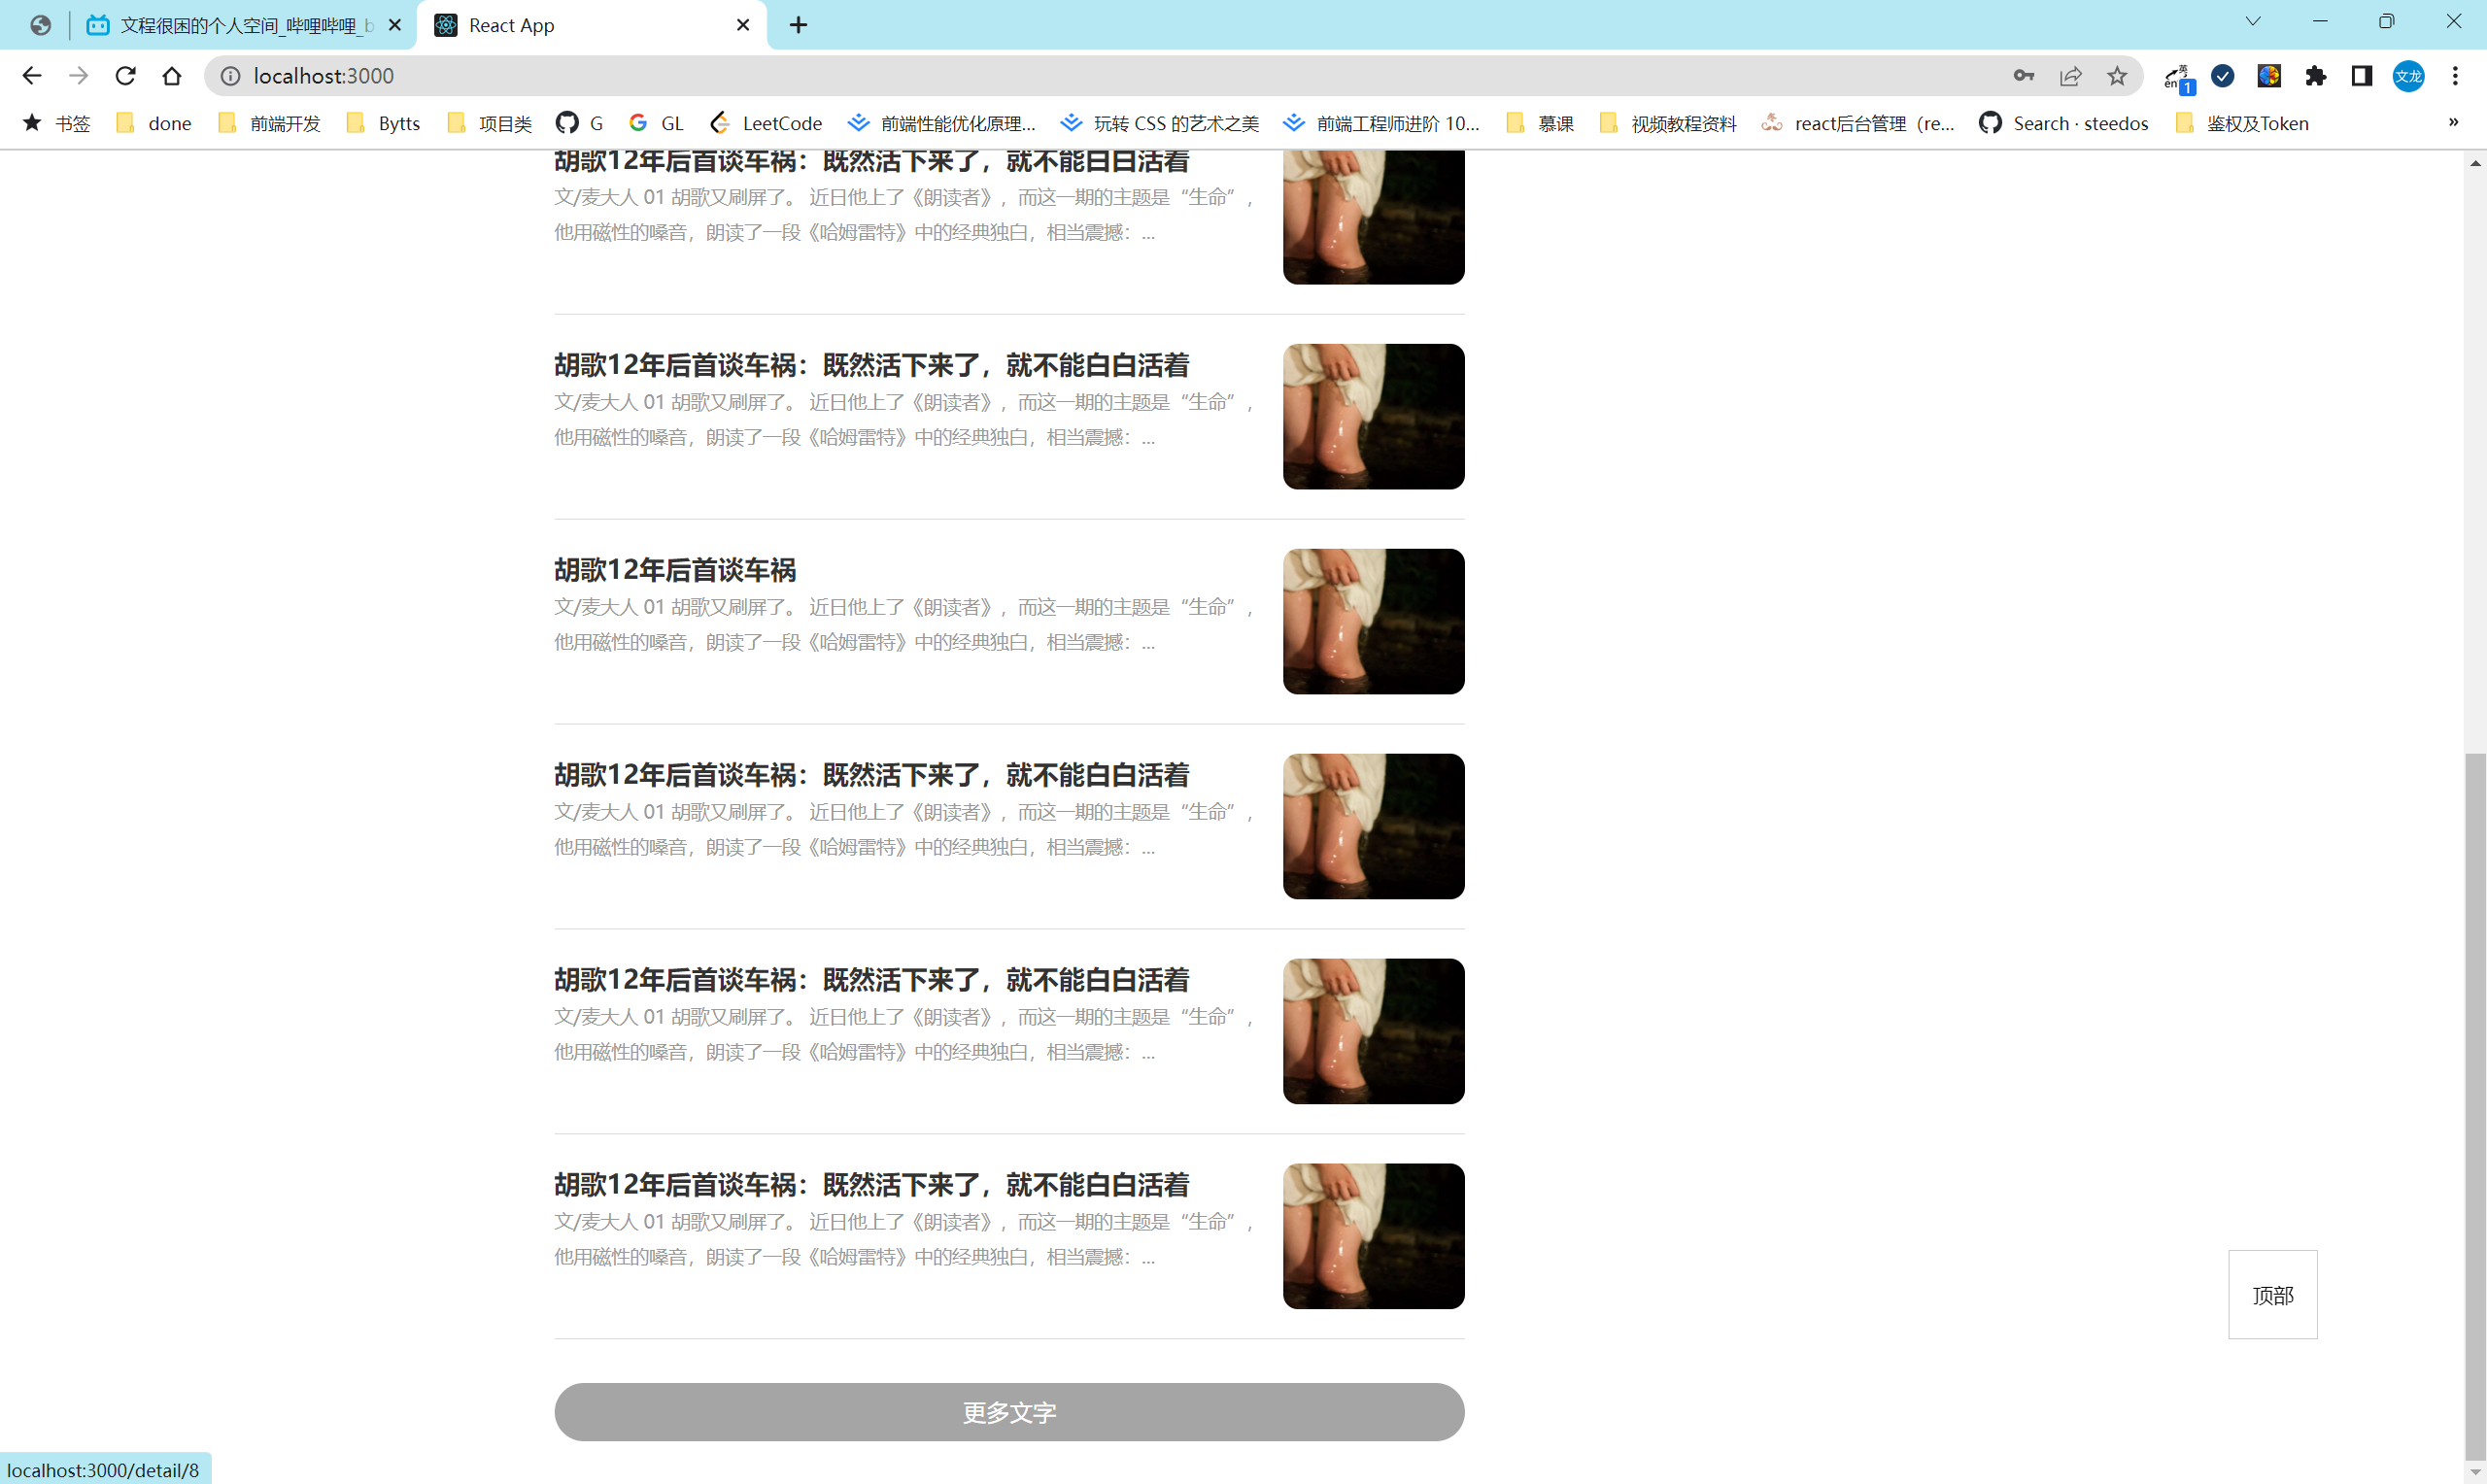 文程很困的个人空间_哔哩哔哩_b
React App
localhost:3000
英
en
1
文龙
书签
done
前端开发
Bytts
项目类
G
GL
LeetCode
前端性能优化原理...
玩转 CSS 的艺术之美
前端工程师进阶 10...
慕课
视频教程资料
react后台管理（re...
Search · steedos
鉴权及Token
»
胡歌12年后首谈车祸：既然活下来了，就不能白白活着
文/麦大人 01 胡歌又刷屏了。 近日他上了《朗读者》，而这一期的主题是“生命”，
他用磁性的嗓音，朗读了一段《哈姆雷特》中的经典独白，相当震撼：...
胡歌12年后首谈车祸：既然活下来了，就不能白白活着
文/麦大人 01 胡歌又刷屏了。 近日他上了《朗读者》，而这一期的主题是“生命”，
他用磁性的嗓音，朗读了一段《哈姆雷特》中的经典独白，相当震撼：...
胡歌12年后首谈车祸
文/麦大人 01 胡歌又刷屏了。 近日他上了《朗读者》，而这一期的主题是“生命”，
他用磁性的嗓音，朗读了一段《哈姆雷特》中的经典独白，相当震撼：...
胡歌12年后首谈车祸：既然活下来了，就不能白白活着
文/麦大人 01 胡歌又刷屏了。 近日他上了《朗读者》，而这一期的主题是“生命”，
他用磁性的嗓音，朗读了一段《哈姆雷特》中的经典独白，相当震撼：...
胡歌12年后首谈车祸：既然活下来了，就不能白白活着
文/麦大人 01 胡歌又刷屏了。 近日他上了《朗读者》，而这一期的主题是“生命”，
他用磁性的嗓音，朗读了一段《哈姆雷特》中的经典独白，相当震撼：...
胡歌12年后首谈车祸：既然活下来了，就不能白白活着
文/麦大人 01 胡歌又刷屏了。 近日他上了《朗读者》，而这一期的主题是“生命”，
他用磁性的嗓音，朗读了一段《哈姆雷特》中的经典独白，相当震撼：...
顶部
更多文字
localhost:3000/detail/8